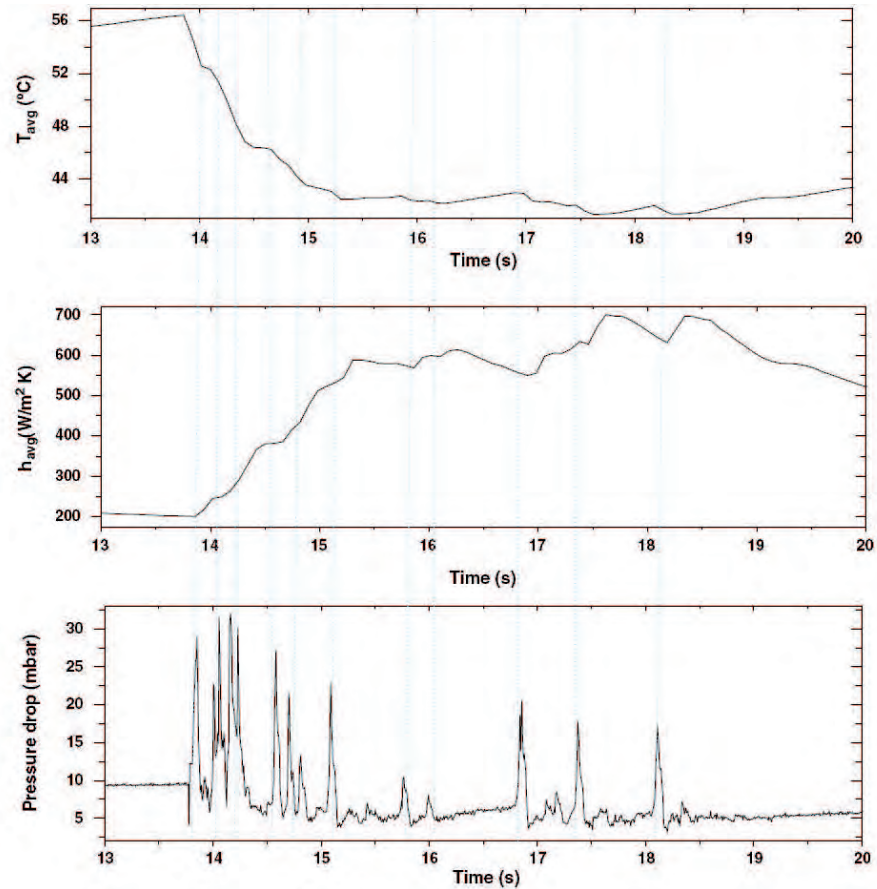 56
52
48
44
T_avg (°C)
13 14 15 16 17 18 19 20
Time (s)
700
600
500
400
300
200
h_avg(W/m² K)
13 14 15 16 17 18 19 20
Time (s)
30
25
20
15
10
5
Pressure drop (mbar)
13 14 15 16 17 18 19 20
Time (s)